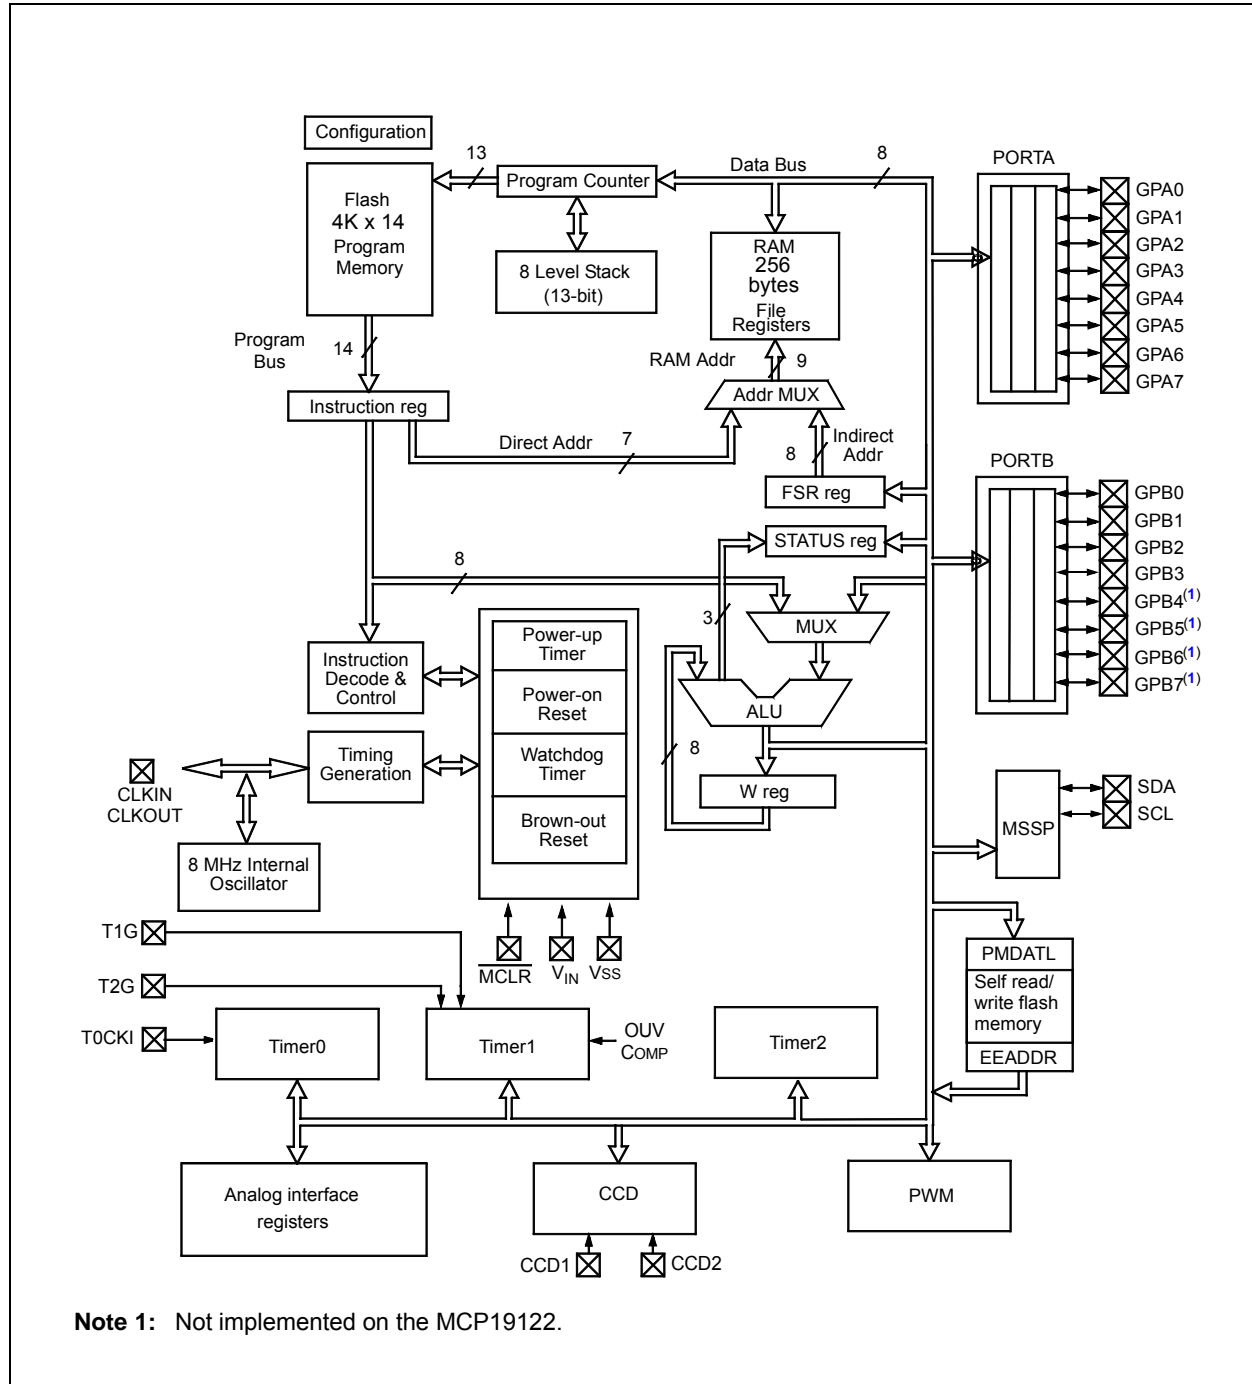 Configuration
13
Program Counter
Data Bus
8
PORTA
Flash
4K x 14
Program
Memory
8 Level Stack
(13-bit)
RAM
256
bytes
File
Registers
GPA0
GPA1
GPA2
GPA3
GPA4
GPA5
GPA6
GPA7
Program
Bus
14
RAM Addr
9
Addr MUX
Instruction reg
Direct Addr
7
8
Indirect
Addr
FSR reg
PORTB
GPB0
GPB1
GPB2
GPB3
GPB4(1)
GPB5(1)
GPB6(1)
GPB7(1)
STATUS reg
8
3
MUX
Power-up
Timer
Power-on
Reset
Watchdog
Timer
Brown-out
Reset
Instruction
Decode &
Control
ALU
8
W reg
Timing
Generation
CLKIN
CLKOUT
8 MHz Internal
Oscillator
MSSP
SDA
SCL
T1G
T2G
T0CKI
MCLR
VIN
VSS
PMDATL
Self read/
write flash
memory
EEADDR
Timer0
Timer1
OUV
COMP
Timer2
Analog interface
registers
CCD
PWM
CCD1
CCD2
Note 1: Not implemented on the MCP19122.